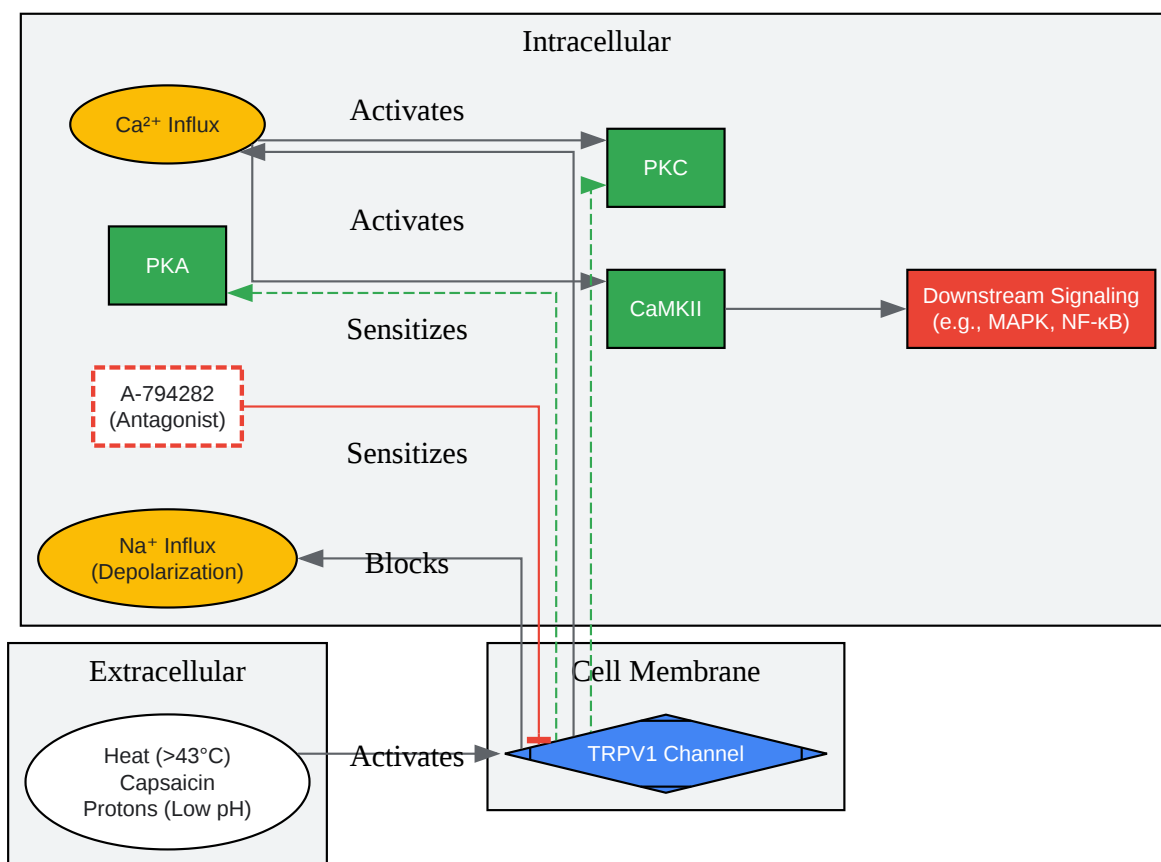 Intracellular
Ca²⁺ Influx
Activates
PKC
Activates
PKA
CaMKII
Downstream Signaling
(e.g., MAPK, NF-κB)
Sensitizes
A-794282
(Antagonist)
Sensitizes
Na⁺ Influx
(Depolarization)
Blocks
Extracellular
Cell Membrane
Heat (>43°C)
Capsaicin
Protons (Low pH)
Activates
TRPV1 Channel